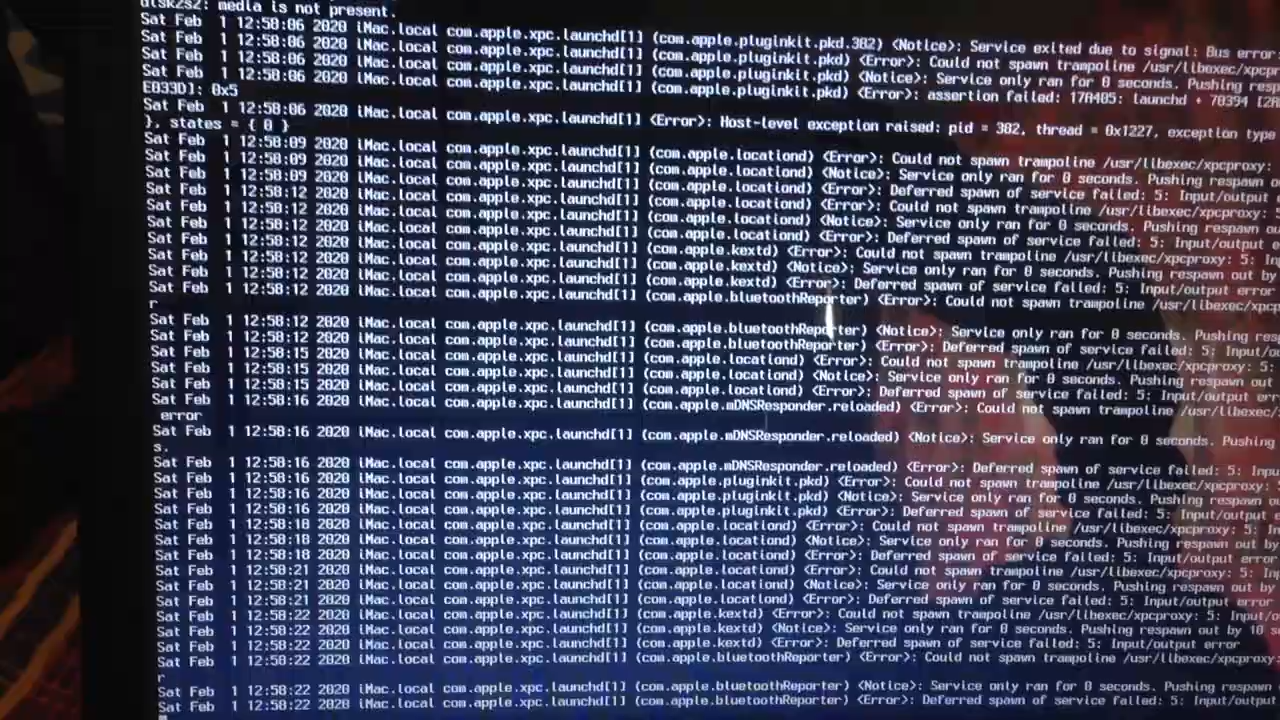 disk2s2: media is not present.
Sat Feb  1 12:58:06 2020 iMac.local com.apple.xpc.launchd[1] (com.apple.pluginkit.pkd.382) <Notice>: Service exited due to signal: Bus error
Sat Feb  1 12:58:06 2020 iMac.local com.apple.xpc.launchd[1] (com.apple.pluginkit.pkd) <Error>: Could not spawn trampoline /usr/libexec/xpcpr
Sat Feb  1 12:58:06 2020 iMac.local com.apple.xpc.launchd[1] (com.apple.pluginkit.pkd) <Notice>: Service only ran for 0 seconds. Pushing
Sat Feb  1 12:58:06 2020 iMac.local com.apple.xpc.launchd[1] (com.apple.pluginkit.pkd) <Error>: assertion failed: 17A405: launchd + 70394 [2A
E033D]: 0x5
Sat Feb  1 12:58:06 2020 iMac.local com.apple.xpc.launchd[1] <Error>: Host-level exception raised: pid = 382, thread = 0x1227, exception type
}, states = { 0 }
Sat Feb  1 12:58:09 2020 iMac.local com.apple.xpc.launchd[1] (com.apple.locationd) <Error>: Could not spawn trampoline /usr/libexec/xpcproxy:
Sat Feb  1 12:58:09 2020 iMac.local com.apple.xpc.launchd[1] (com.apple.locationd) <Notice>: Service only ran for 0 seconds. Pushing respawn o
Sat Feb  1 12:58:09 2020 iMac.local com.apple.xpc.launchd[1] (com.apple.locationd) <Error>: Deferred spawn of service failed: 5: Input/output
Sat Feb  1 12:58:12 2020 iMac.local com.apple.xpc.launchd[1] (com.apple.locationd) <Error>: Could not spawn trampoline /usr/libexec/xpcproxy:
Sat Feb  1 12:58:12 2020 iMac.local com.apple.xpc.launchd[1] (com.apple.locationd) <Notice>: Service only ran for 0 seconds. Pushing respawn ou
Sat Feb  1 12:58:12 2020 iMac.local com.apple.xpc.launchd[1] (com.apple.locationd) <Error>: Deferred spawn of service failed: 5: Input/output e
Sat Feb  1 12:58:12 2020 iMac.local com.apple.xpc.launchd[1] (com.apple.kextd) <Error>: Could not spawn trampoline /usr/libexec/xpcproxy: 5: Inp
Sat Feb  1 12:58:12 2020 iMac.local com.apple.xpc.launchd[1] (com.apple.kextd) <Notice>: Service only ran for 0 seconds. Pushing respawn out by
Sat Feb  1 12:58:12 2020 iMac.local com.apple.xpc.launchd[1] (com.apple.kextd) <Error>: Deferred spawn of service failed: 5: Input/output error
Sat Feb  1 12:58:12 2020 iMac.local com.apple.xpc.launchd[1] (com.apple.bluetoothReporter) <Error>: Could not spawn trampoline /usr/libexec/xpc
r
Sat Feb  1 12:58:12 2020 iMac.local com.apple.xpc.launchd[1] (com.apple.bluetoothReporter) <Notice>: Service only ran for 0 seconds. Pushing res
Sat Feb  1 12:58:12 2020 iMac.local com.apple.xpc.launchd[1] (com.apple.bluetoothReporter) <Error>: Deferred spawn of service failed: 5: Input/ou
Sat Feb  1 12:58:15 2020 iMac.local com.apple.xpc.launchd[1] (com.apple.locationd) <Error>: Could not spawn trampoline /usr/libexec/xpcproxy: 5:
Sat Feb  1 12:58:15 2020 iMac.local com.apple.xpc.launchd[1] (com.apple.locationd) <Notice>: Service only ran for 0 seconds. Pushing respawn out
Sat Feb  1 12:58:15 2020 iMac.local com.apple.xpc.launchd[1] (com.apple.locationd) <Error>: Deferred spawn of service failed: 5: Input/output err
Sat Feb  1 12:58:16 2020 iMac.local com.apple.xpc.launchd[1] (com.apple.mDNSResponder.reloaded) <Error>: Could not spawn trampoline /usr/libexec/
error
Sat Feb  1 12:58:16 2020 iMac.local com.apple.xpc.launchd[1] (com.apple.mDNSResponder.reloaded) <Notice>: Service only ran for 0 seconds. Pushing
s.
Sat Feb  1 12:58:16 2020 iMac.local com.apple.xpc.launchd[1] (com.apple.mDNSResponder.reloaded) <Error>: Deferred spawn of service failed: 5: Inpu
Sat Feb  1 12:58:16 2020 iMac.local com.apple.xpc.launchd[1] (com.apple.pluginkit.pkd) <Error>: Could not spawn trampoline /usr/libexec/xpcproxy: 5
Sat Feb  1 12:58:16 2020 iMac.local com.apple.xpc.launchd[1] (com.apple.pluginkit.pkd) <Notice>: Service only ran for 0 seconds. Pushing respawn ou
Sat Feb  1 12:58:16 2020 iMac.local com.apple.xpc.launchd[1] (com.apple.pluginkit.pkd) <Error>: Deferred spawn of service failed: 5: Input/output e
Sat Feb  1 12:58:18 2020 iMac.local com.apple.xpc.launchd[1] (com.apple.locationd) <Error>: Could not spawn trampoline /usr/libexec/xpcproxy: 5: In
Sat Feb  1 12:58:18 2020 iMac.local com.apple.xpc.launchd[1] (com.apple.locationd) <Notice>: Service only ran for 0 seconds. Pushing respawn out by
Sat Feb  1 12:58:18 2020 iMac.local com.apple.xpc.launchd[1] (com.apple.locationd) <Error>: Deferred spawn of service failed: 5: Input/output error
Sat Feb  1 12:58:21 2020 iMac.local com.apple.xpc.launchd[1] (com.apple.locationd) <Error>: Could not spawn trampoline /usr/libexec/xpcproxy: 5: Inp
Sat Feb  1 12:58:21 2020 iMac.local com.apple.xpc.launchd[1] (com.apple.locationd) <Notice>: Service only ran for 0 seconds. Pushing respawn out by
Sat Feb  1 12:58:21 2020 iMac.local com.apple.xpc.launchd[1] (com.apple.locationd) <Error>: Deferred spawn of service failed: 5: Input/output error
Sat Feb  1 12:58:22 2020 iMac.local com.apple.xpc.launchd[1] (com.apple.kextd) <Error>: Could not spawn trampoline /usr/libexec/xpcproxy: 5: Input/o
Sat Feb  1 12:58:22 2020 iMac.local com.apple.xpc.launchd[1] (com.apple.kextd) <Notice>: Service only ran for 0 seconds. Pushing respawn out by 10 s
Sat Feb  1 12:58:22 2020 iMac.local com.apple.xpc.launchd[1] (com.apple.kextd) <Error>: Deferred spawn of service failed: 5: Input/output error
Sat Feb  1 12:58:22 2020 iMac.local com.apple.xpc.launchd[1] (com.apple.bluetoothReporter) <Error>: Could not spawn trampoline /usr/libexec/xpcproxy:
r
Sat Feb  1 12:58:22 2020 iMac.local com.apple.xpc.launchd[1] (com.apple.bluetoothReporter) <Notice>: Service only ran for 0 seconds. Pushing respawn
Sat Feb  1 12:58:22 2020 iMac.local com.apple.xpc.launchd[1] (com.apple.bluetoothReporter) <Error>: Deferred spawn of service failed: 5: Input/output